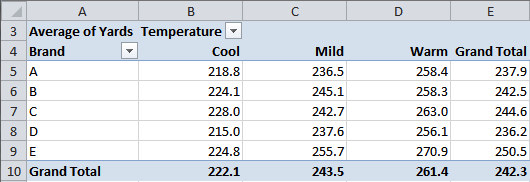 A B C D E
3 Average of Yards Temperature
4 Brand Cool Mild Warm Grand Total
5 A 218.8 236.5 258.4 237.9
6 B 224.1 245.1 258.3 242.5
7 C 228.0 242.7 263.0 244.6
8 D 215.0 237.6 256.1 236.2
9 E 224.8 255.7 270.9 250.5
10 Grand Total 222.1 243.5 261.4 242.3